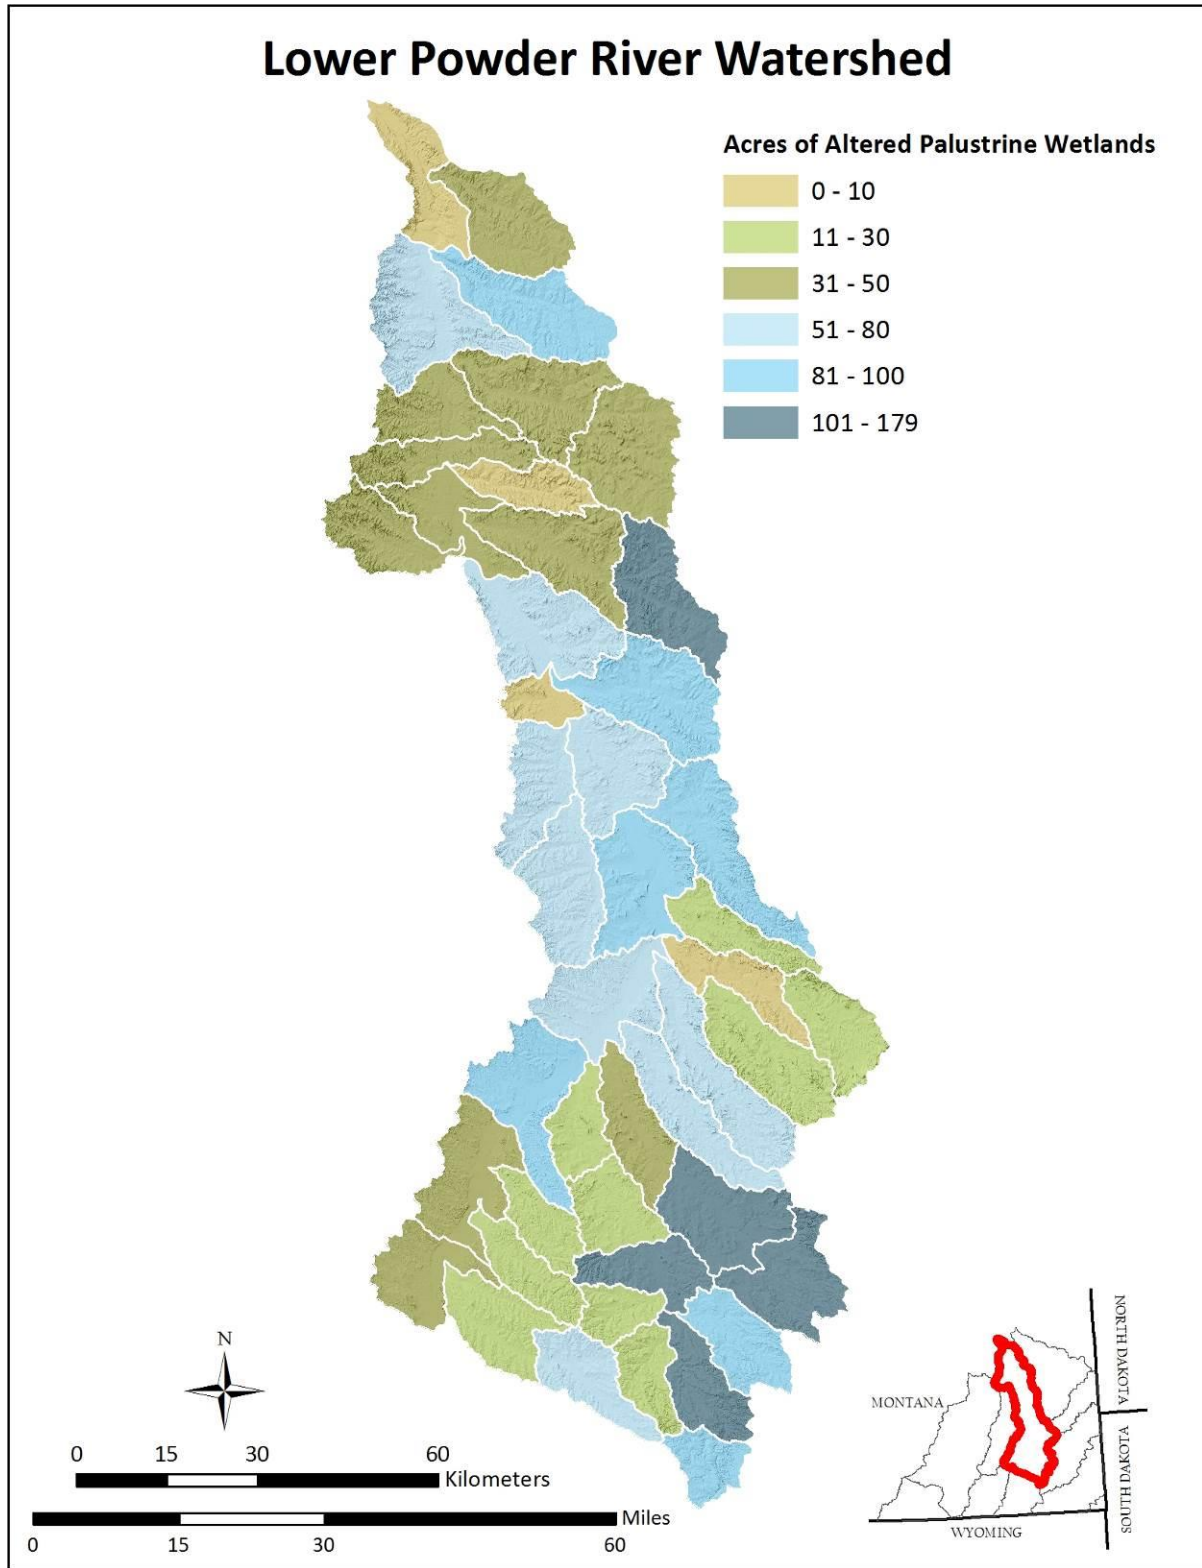 Lower Powder River Watershed
Acres of Altered Palustrine Wetlands
0 - 10
11 - 30
31 - 50
51 - 80
81 - 100
101 - 179
N
0 15 30 60
Kilometers
Miles
0 15 30 60
MONTANA
NORTH DAKOTA
SOUTH DAKOTA
WYOMING